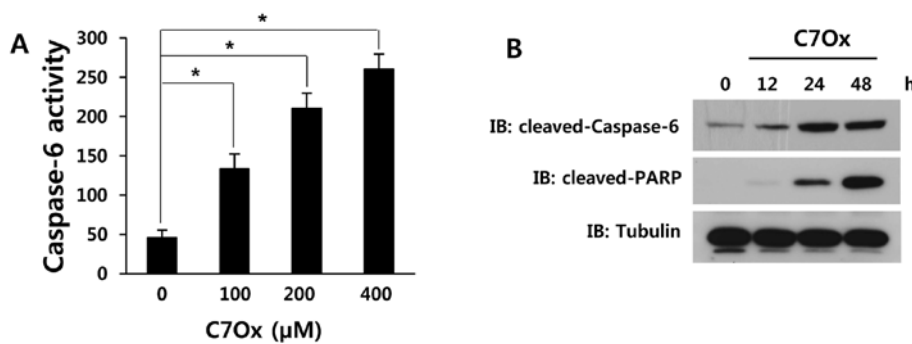 A
* 
*
*
300
250
200
150
100
50
0
Caspase-6 activity
0 100 200 400
C7Ox (μM)
B
C7Ox
0 12 24 48 h
IB: cleaved-Caspase-6
IB: cleaved-PARP
IB: Tubulin